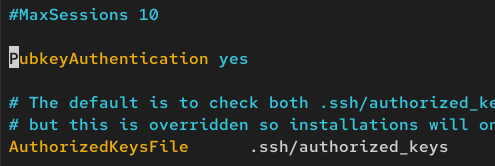 #MaxSessions 10
PubkeyAuthentication yes
# The default is to check both .ssh/authorized_ke
# but this is overridden so installations will on
AuthorizedKeysFile .ssh/authorized_keys